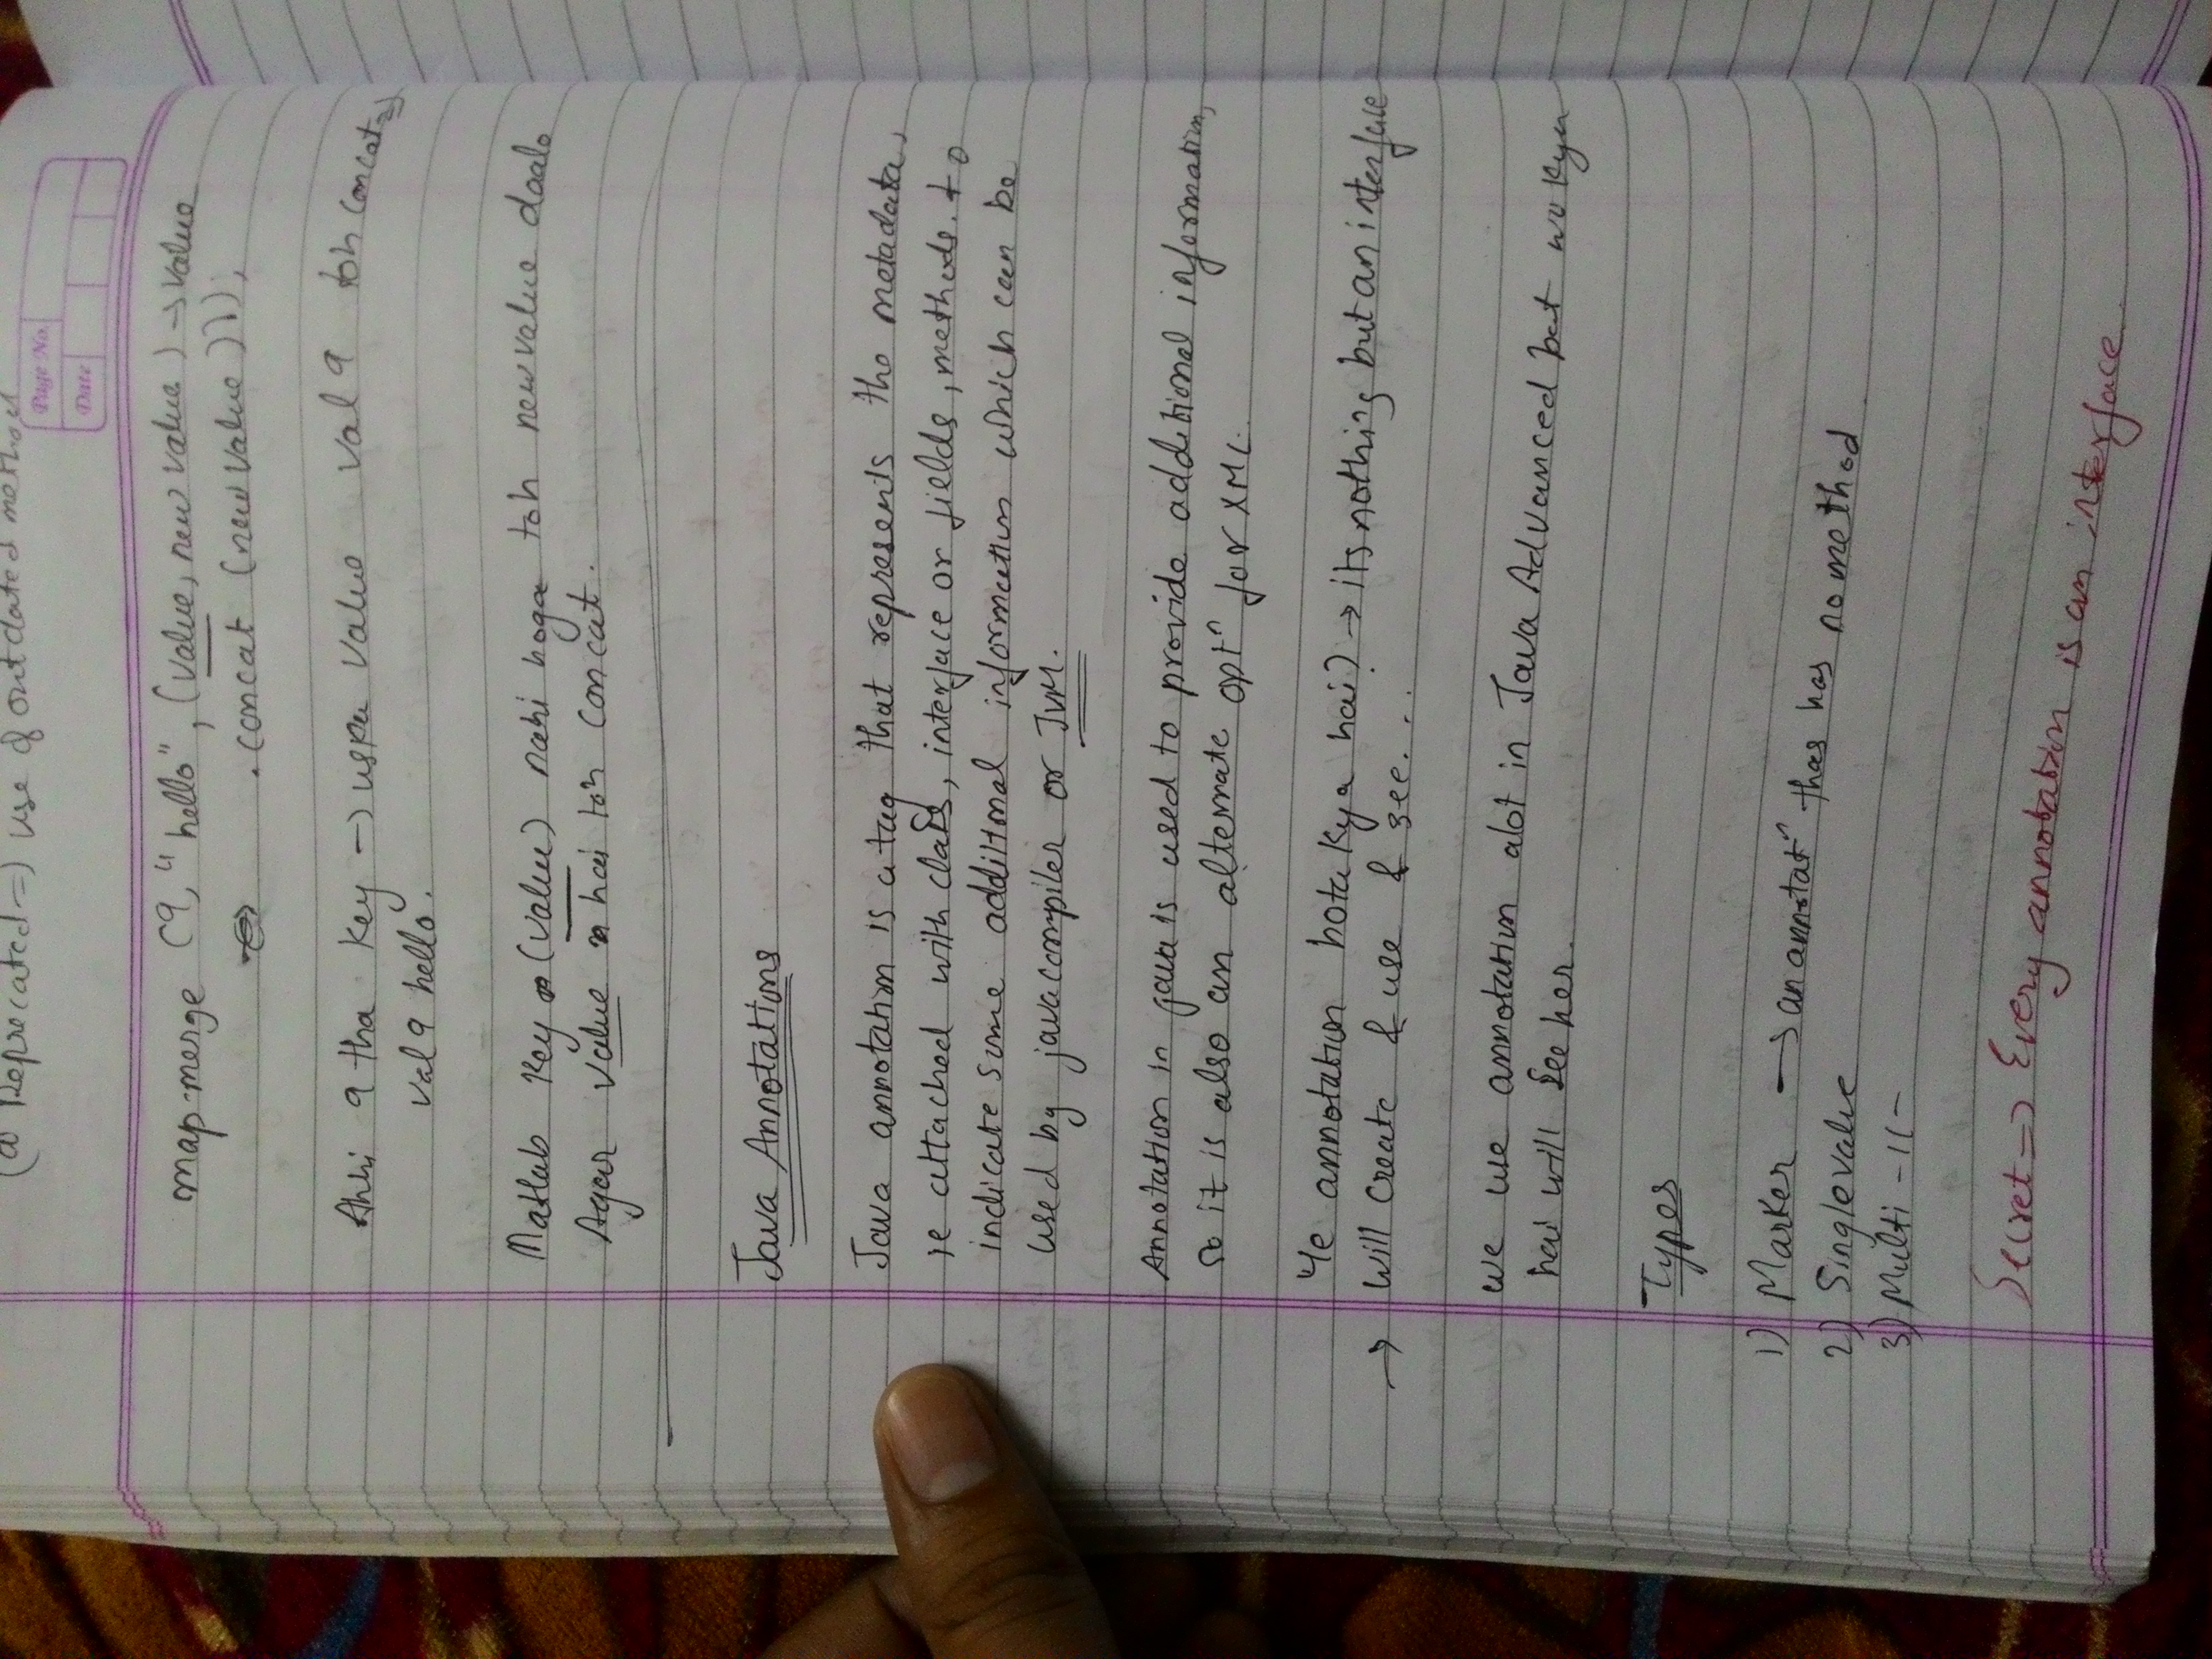 (@ Deprecated => use of outdated method
Page No.
Date
map.merge (9, "hello", (value, new value) → value
.concat (new value)));
Abhi 9 tha key → uska value val 9 toh concat =>
val 9 hello.
Matlab key (value) nahi hoga toh newvalue daalo
Agar value hai toh concat.
Java Annotations
Java annotation is a tag that represents the metadata,
ie attached with class, interface or fields, methods. to
indicate some additional information which can be
used by java compiler or JVM.
Annotation in java is used to provide additional information,
so it is also an alternate optn for XML.
Ye annotation hota kya hai? → its nothing but an interface
→ Will create & use & see. . .
we use annotation alot in Java Advanced but wo kya
hai will see her.
Types
1) Marker → an annotatn thas has no method
2) Singlevalue
3) Multi -11-
Secret => Every annotation is an interface.